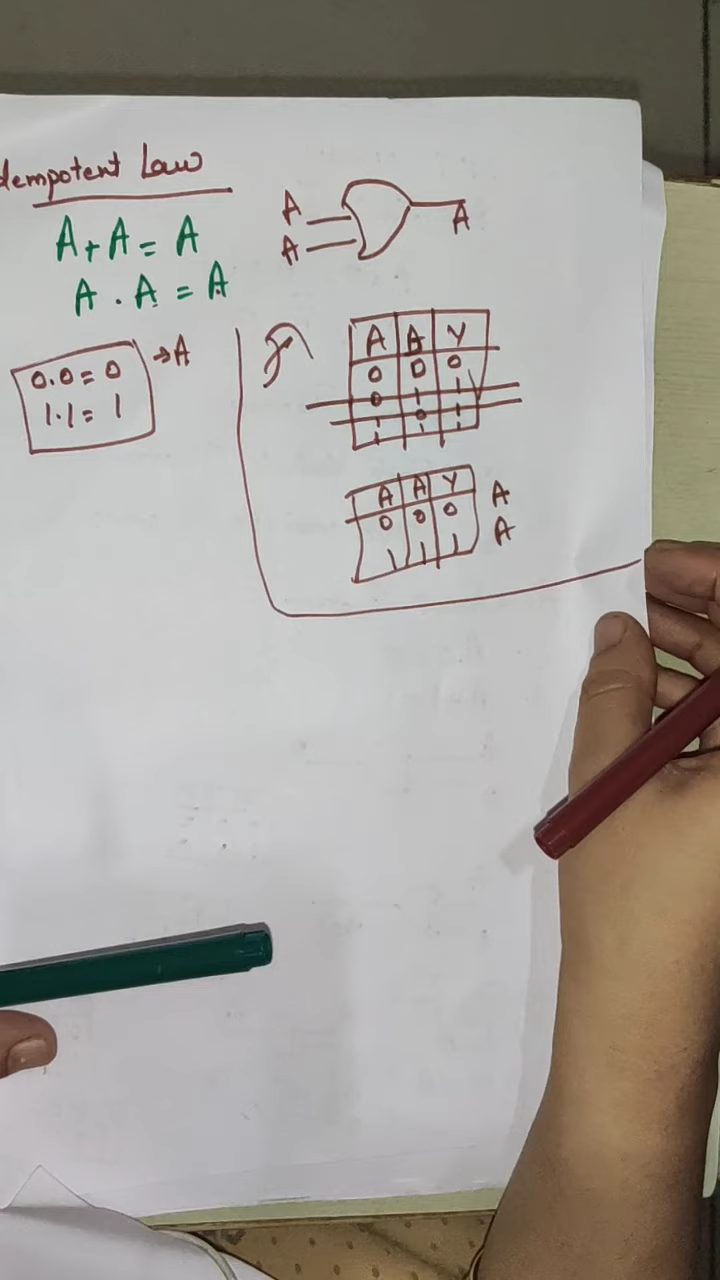 dempotent Law
A+A = A
A . A = A
A
A
A
0.0 = 0
1.1 = 1
→A
A A Y
0 0 0
0 1 1
1 0 1
1 1 1
A A Y
0 0 0
1 1 1
A
A